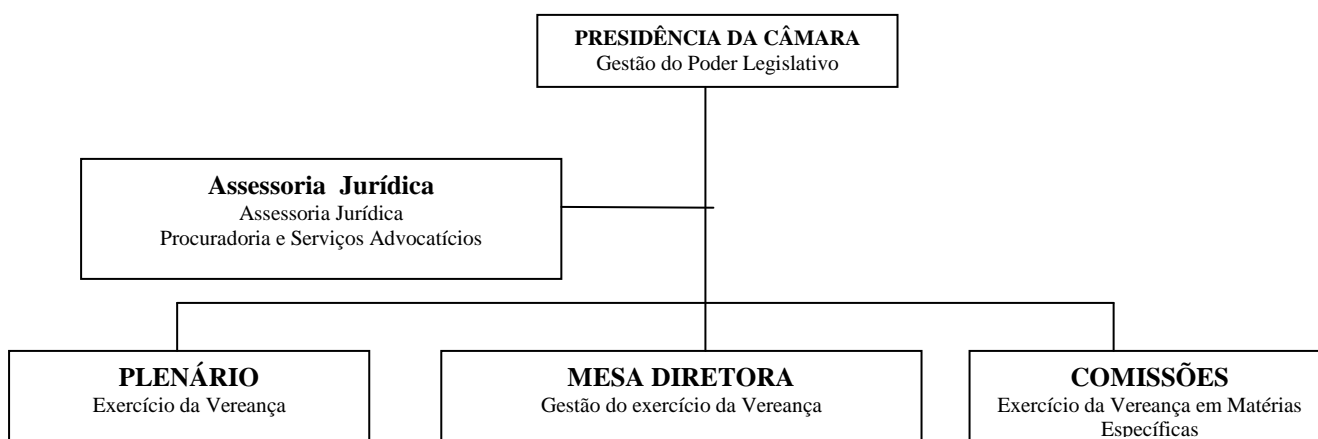 PRESIDÊNCIA DA CÂMARA
Gestão do Poder Legislativo
Assessoria Jurídica
Assessoria Jurídica
Procuradoria e Serviços Advocatícios
PLENÁRIO
Exercício da Vereança
MESA DIRETORA
Gestão do exercício da Vereança
COMISSÕES
Exercício da Vereança em Matérias
Específicas